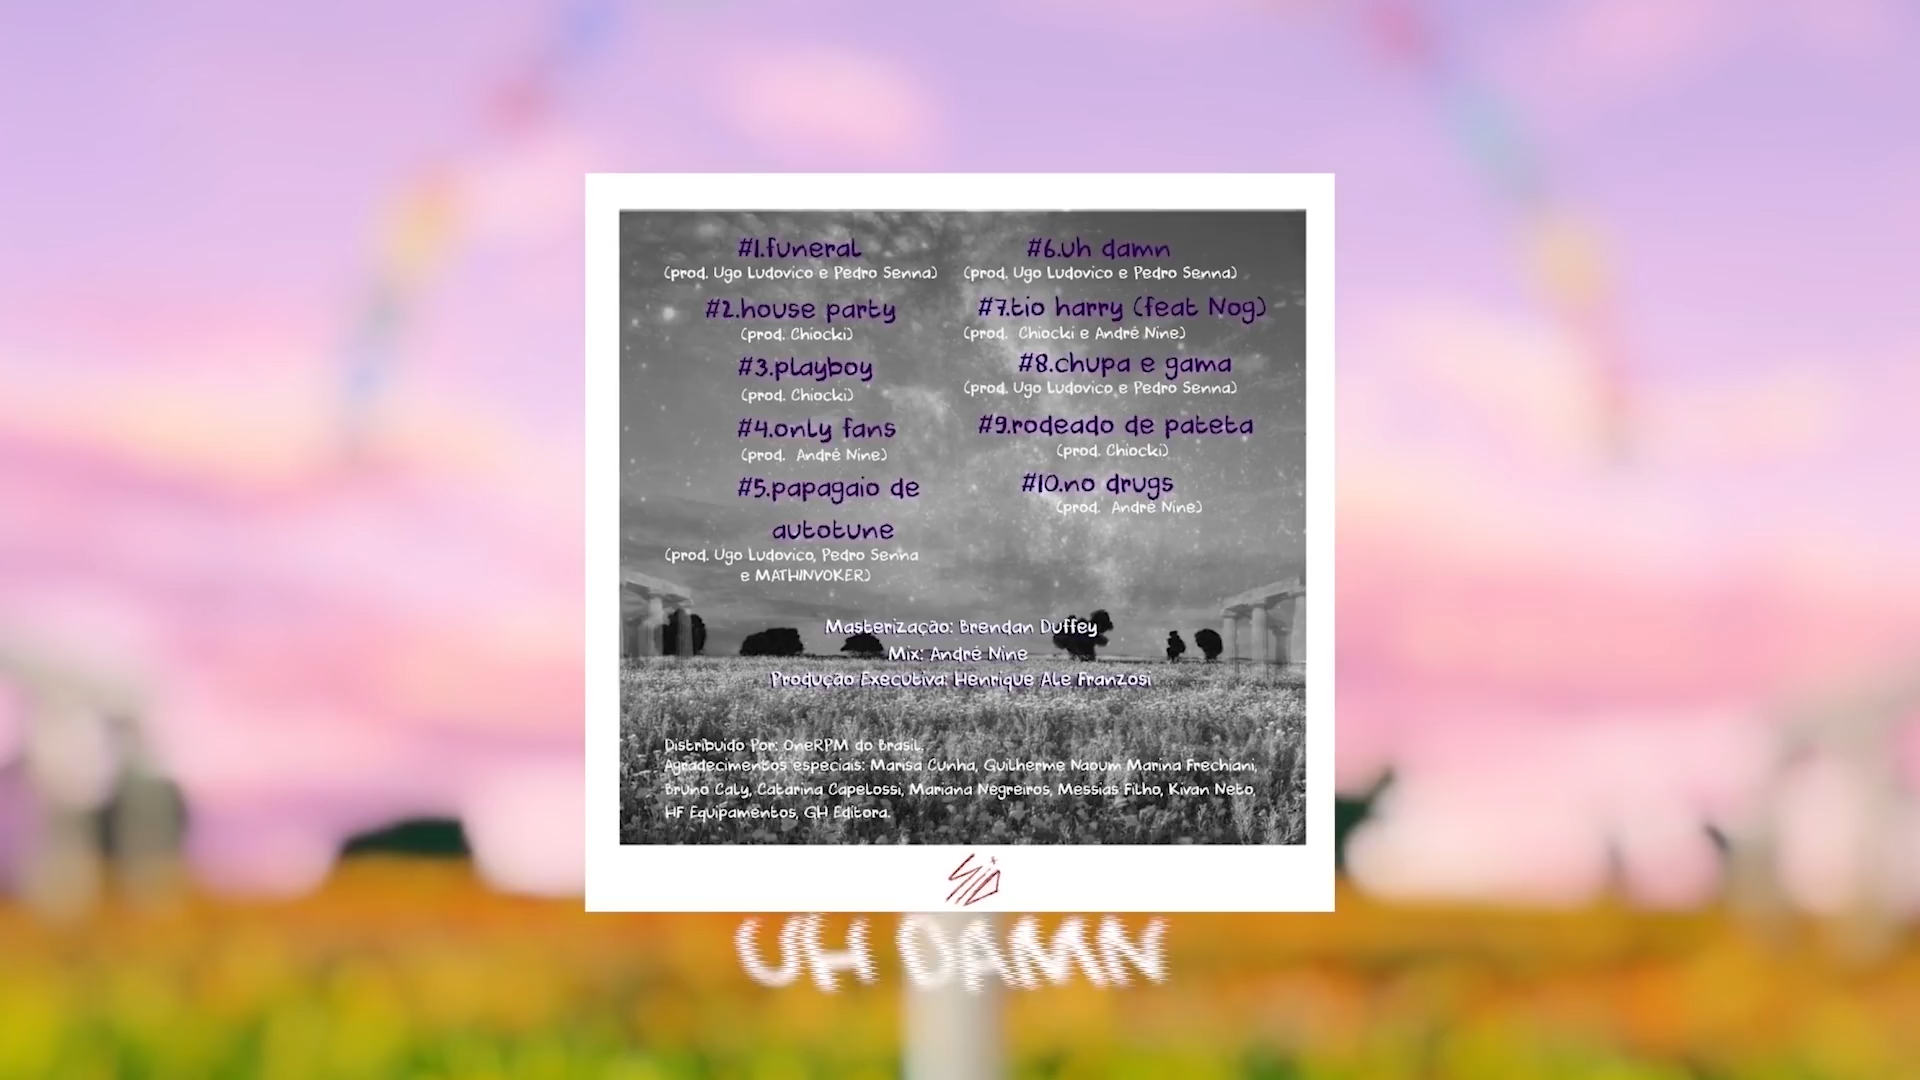 #1.funeral
(prod. Ugo Ludovico e Pedro Senna)
#2.house party
(prod. Chiocki)
#3.playboy
(prod. Chiocki)
#4.only fans
(prod. André Nine)
#5.papagaio de
autotune
(prod. Ugo Ludovico, Pedro Senna
e MATHINVOKER)
#6.uh damn
(prod. Ugo Ludovico e Pedro Senna)
#7.tio harry (feat Nog)
(prod. Chiocki e André Nine)
#8.chupa e gama
(prod. Ugo Ludovico e Pedro Senna)
#9.rodeado de pateta
(prod. Chiocki)
#10.no drugs
(prod. André Nine)
Masterização: Brendan Duffey
Mix: André Nine
Produção Executiva: Henrique Ale Franzosi
Distribuido Por: OneRPM do Brasil.
Agradecimentos especiais: Marisa Cunha, Guilherme Naoum Marina Frechiani,
Bruno Caly, Catarina Capelossi, Mariana Negreiros, Messias Filho, Kivan Neto,
HF Equipamentos, GH Editora.
SiD
UH DAMN